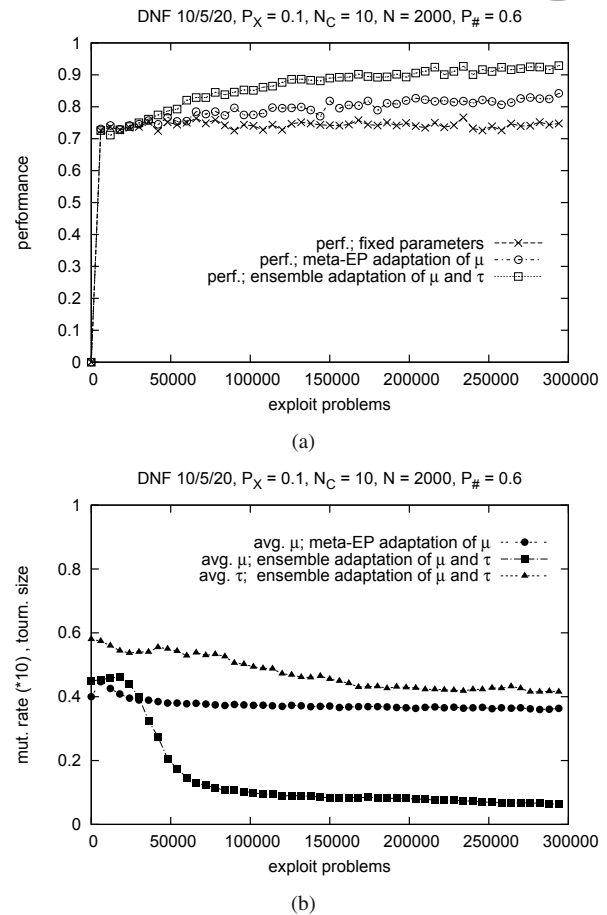 DNF 10/5/20, P_X = 0.1, N_C = 10, N = 2000, P_# = 0.6
1
0.9
0.8
0.7
0.6
0.5
0.4
0.3
0.2
0.1
0
performance
perf.; fixed parameters
perf.; meta-EP adaptation of μ
perf.; ensemble adaptation of μ and τ
0 50000 100000 150000 200000 250000 300000
exploit problems
(a)
DNF 10/5/20, P_X = 0.1, N_C = 10, N = 2000, P_# = 0.6
1
0.8
0.6
0.4
0.2
0
mut. rate (*10) , tourn. size
avg. μ; meta-EP adaptation of μ
avg. μ; ensemble adaptation of μ and τ
avg. τ; ensemble adaptation of μ and τ
0 50000 100000 150000 200000 250000 300000
exploit problems
(b)